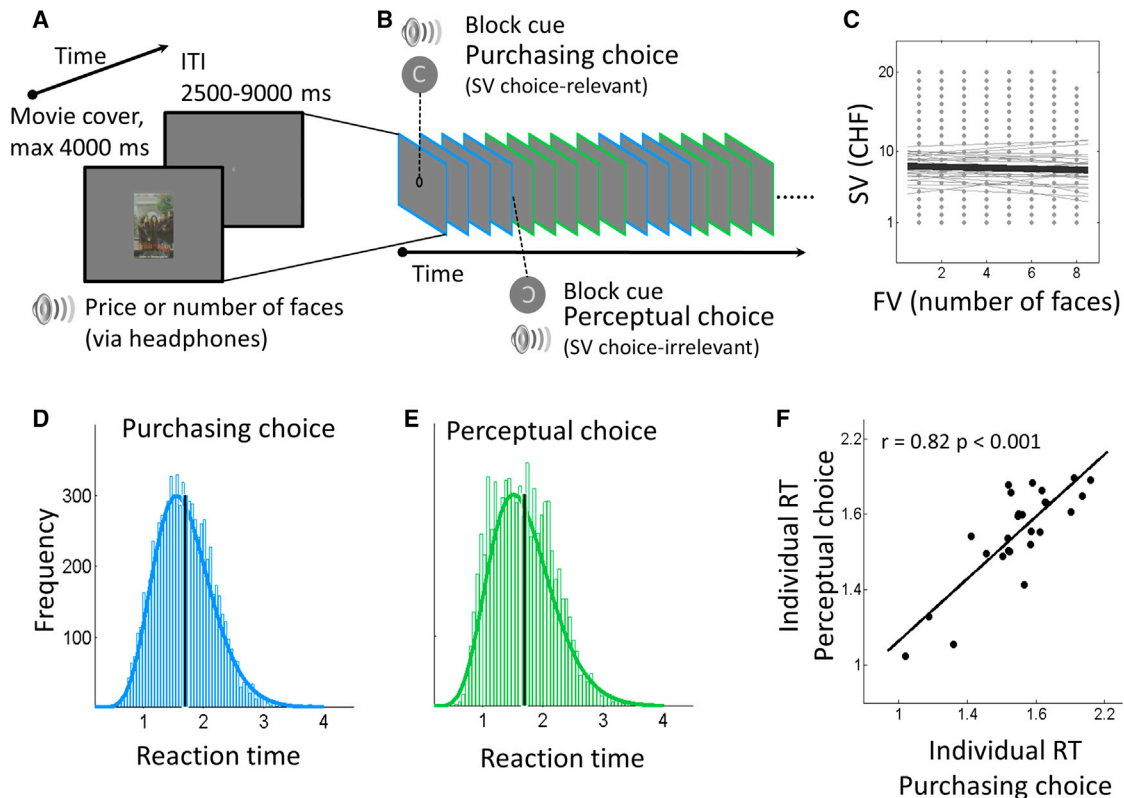 A
Time
ITI
2500-9000 ms
Movie cover,
max 4000 ms
Price or number of faces
(via headphones)
B
Block cue
Purchasing choice
(SV choice-relevant)
C
Time
Block cue
Perceptual choice
(SV choice-irrelevant)
C
20
10
1
SV (CHF)
2 4 6 8
FV (number of faces)
D
Purchasing choice
300
200
100
Frequency
1 2 3 4
Reaction time
E
Perceptual choice
1 2 3 4
Reaction time
F
r = 0.82 p < 0.001
2.2
1.6
1.4
1
Individual RT
Perceptual choice
1 1.4 1.6 2.2
Individual RT
Purchasing choice